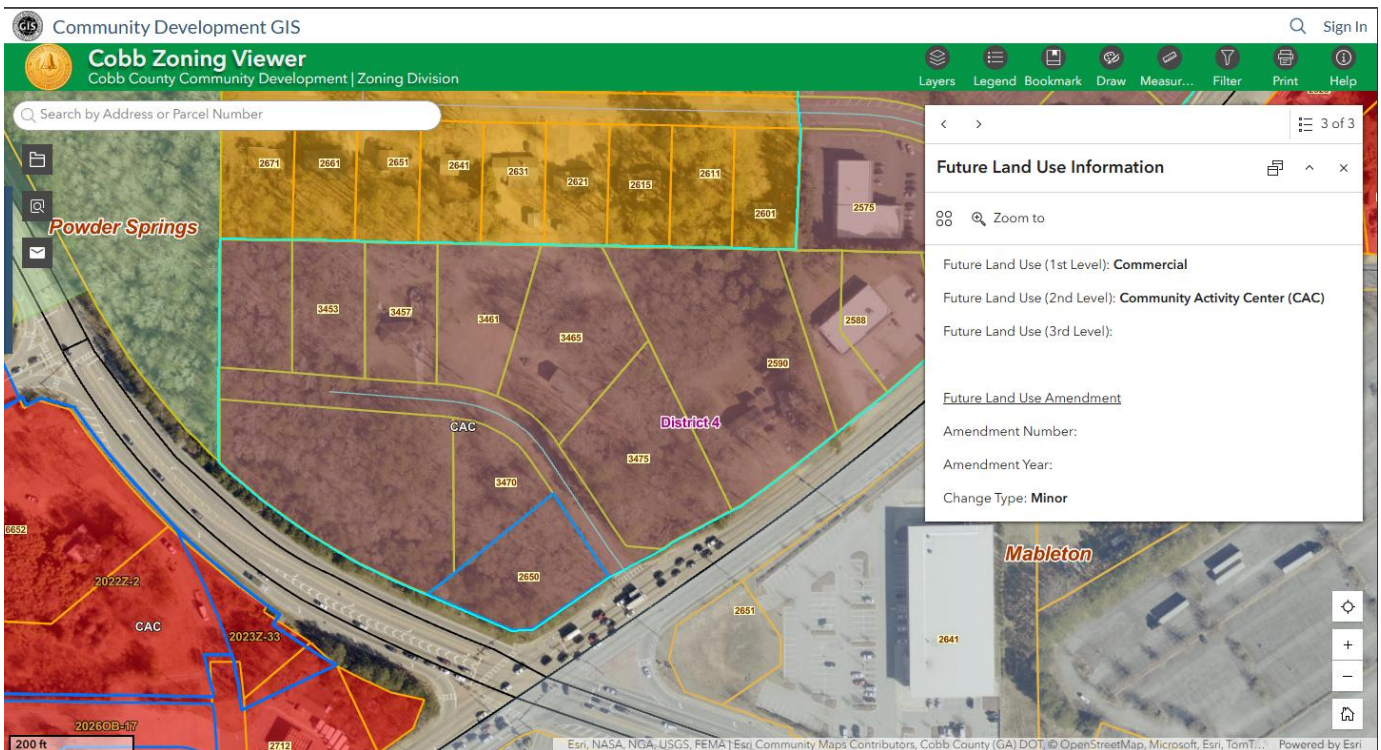 GIS
Community Development GIS
Sign In
Cobb Zoning Viewer
Cobb County Community Development | Zoning Division
Layers
Legend
Bookmark
Draw
Measur...
Filter
Print
Help
Search by Address or Parcel Number
3 of 3
Future Land Use Information
Zoom to
Future Land Use (1st Level): Commercial
Future Land Use (2nd Level): Community Activity Center (CAC)
Future Land Use (3rd Level):
Future Land Use Amendment
Amendment Number:
Amendment Year:
Change Type: Minor
2671
2661
2651
2641
2631
2621
2615
2611
2601
2575
Powder Springs
3453
3457
3461
3465
2588
2590
District 4
CAC
3475
3470
2650
6652
2022Z-2
CAC
2023Z-33
2651
2641
Mableton
2026OB-17
2712
200 ft
Esri, NASA, NGA, USGS, FEMA | Esri Community Maps Contributors, Cobb County (GA) DOT, © OpenStreetMap, Microsoft, Esri, TomT... Powered by Esri